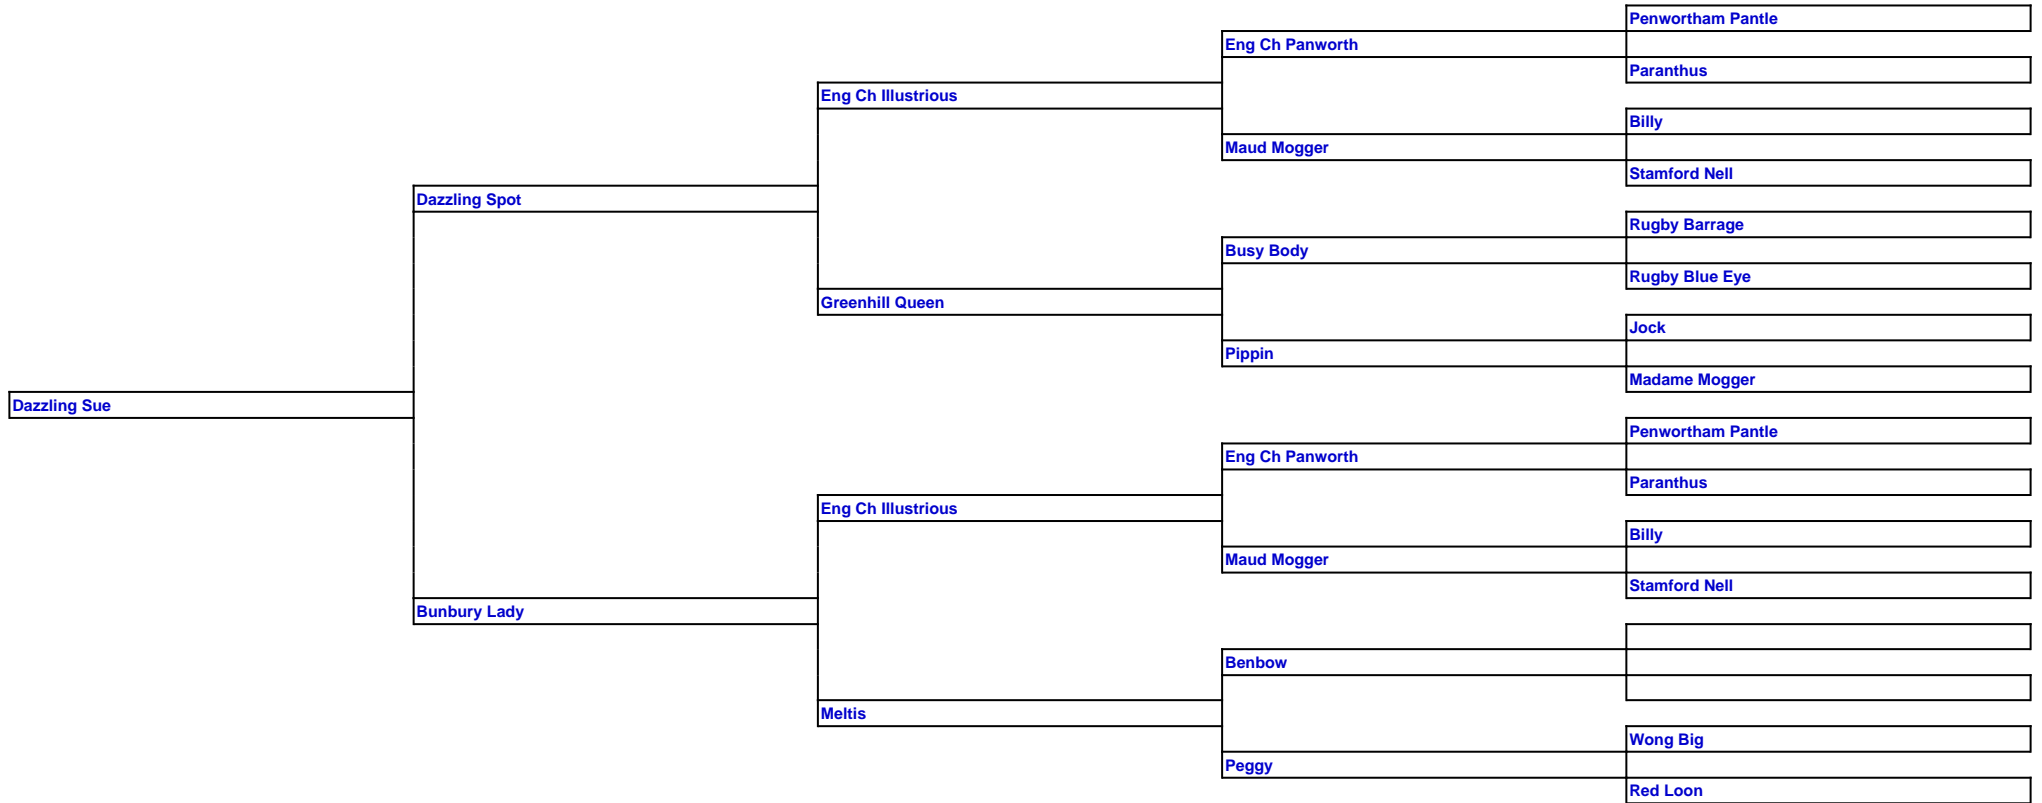 Penwortham Pantle
Eng Ch Panworth
Paranthus
Eng Ch Illustrious
Billy
Maud Mogger
Stamford Nell
Dazzling Spot
Rugby Barrage
Busy Body
Rugby Blue Eye
Greenhill Queen
Jock
Pippin
Madame Mogger
Dazzling Sue
Penwortham Pantle
Eng Ch Panworth
Paranthus
Eng Ch Illustrious
Billy
Maud Mogger
Stamford Nell
Bunbury Lady
Benbow
Meltis
Wong Big
Peggy
Red Loon